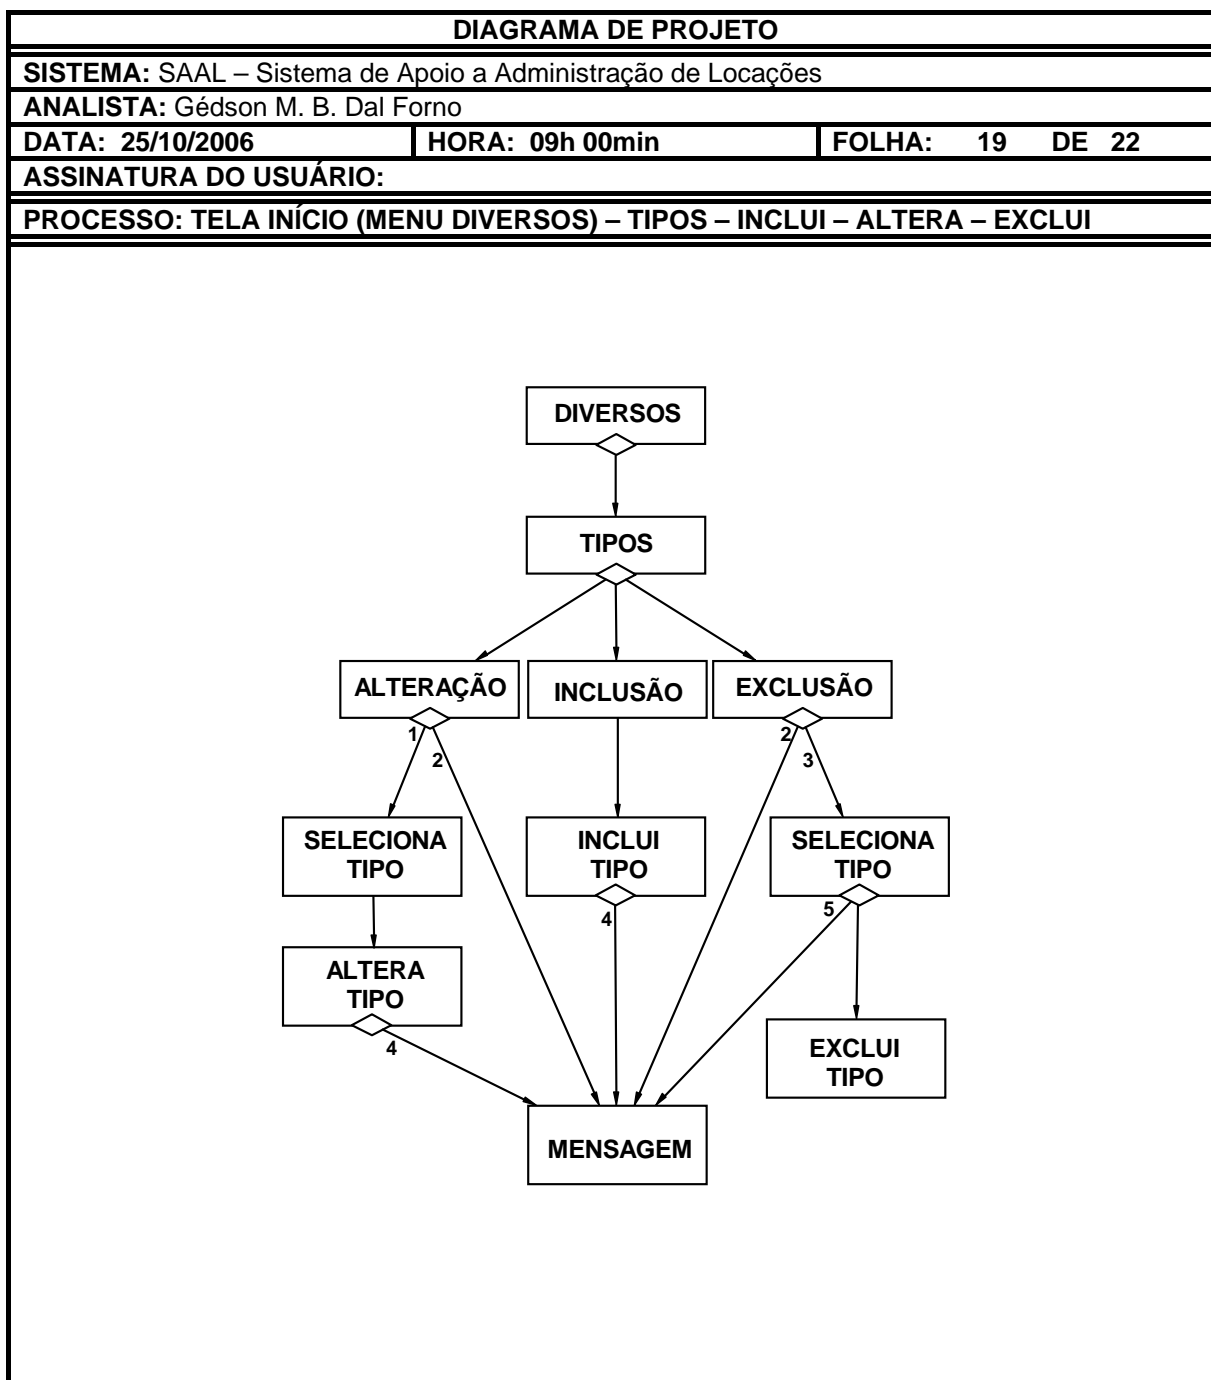 DIAGRAMA DE PROJETO
SISTEMA: SAAL – Sistema de Apoio a Administração de Locações
ANALISTA: Gédson M. B. Dal Forno
DATA: 25/10/2006 HORA: 09h 00min FOLHA: 19 DE 22
ASSINATURA DO USUÁRIO:
PROCESSO: TELA INÍCIO (MENU DIVERSOS) – TIPOS – INCLUI – ALTERA – EXCLUI
DIVERSOS
TIPOS
ALTERAÇÃO
INCLUSÃO
EXCLUSÃO
1
2
2
3
SELECIONA
TIPO
INCLUI
TIPO
SELECIONA
TIPO
4
5
ALTERA
TIPO
4
EXCLUI
TIPO
MENSAGEM